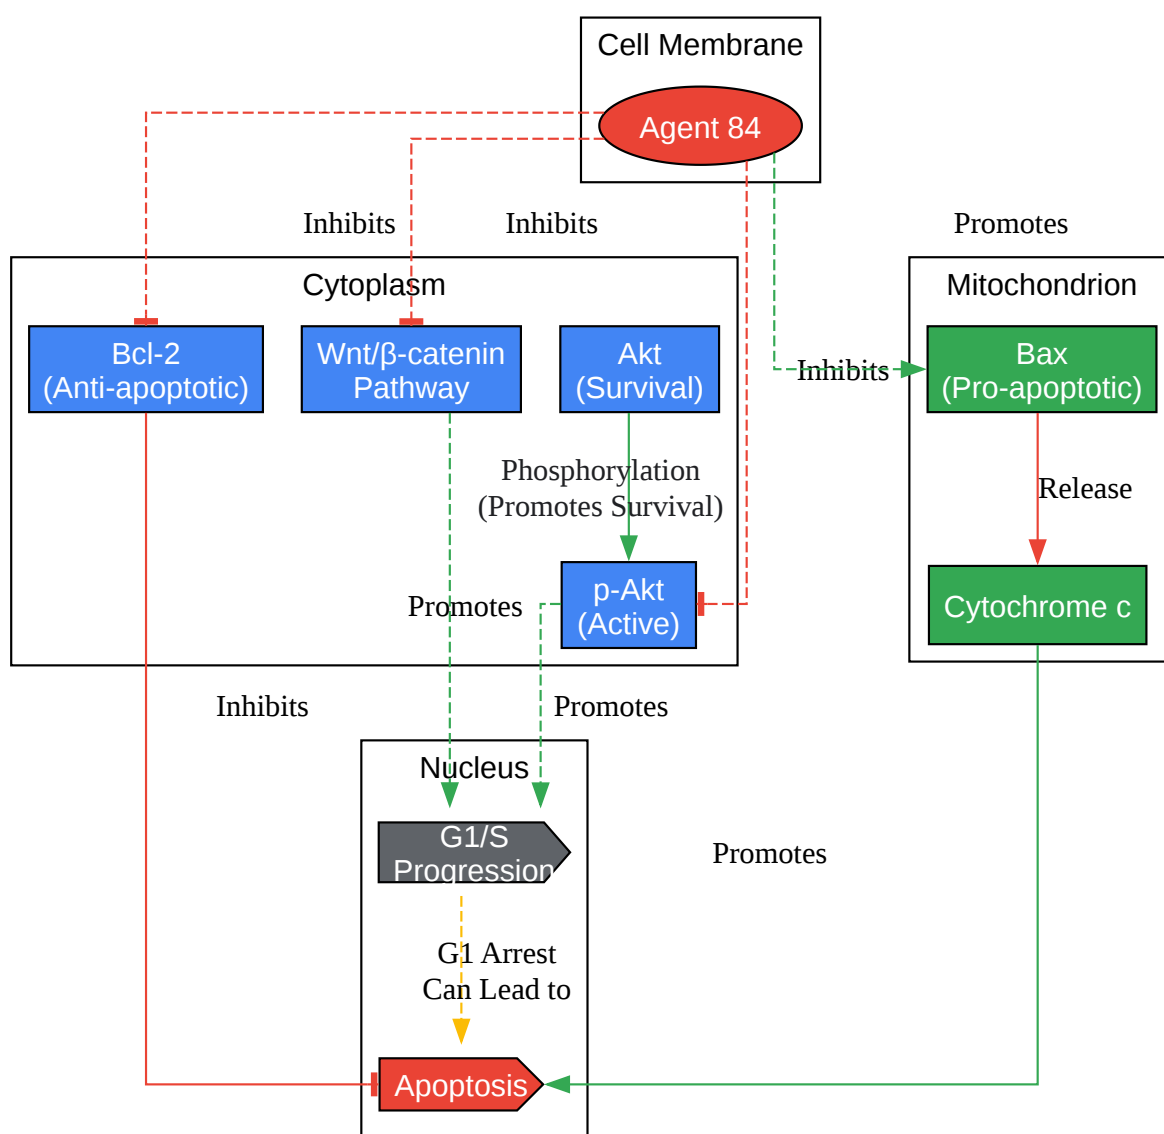 Cell Membrane
Agent 84
Inhibits
Inhibits
Promotes
Cytoplasm
Mitochondrion
Bcl-2
(Anti-apoptotic)
Wnt/β-catenin
Pathway
Akt
(Survival)
Inhibits
Bax
(Pro-apoptotic)
Phosphorylation
(Promotes Survival)
Release
p-Akt
(Active)
Cytochrome c
Promotes
Inhibits
Promotes
Nucleus
G1/S
Progression
Promotes
G1 Arrest
Can Lead to
Apoptosis